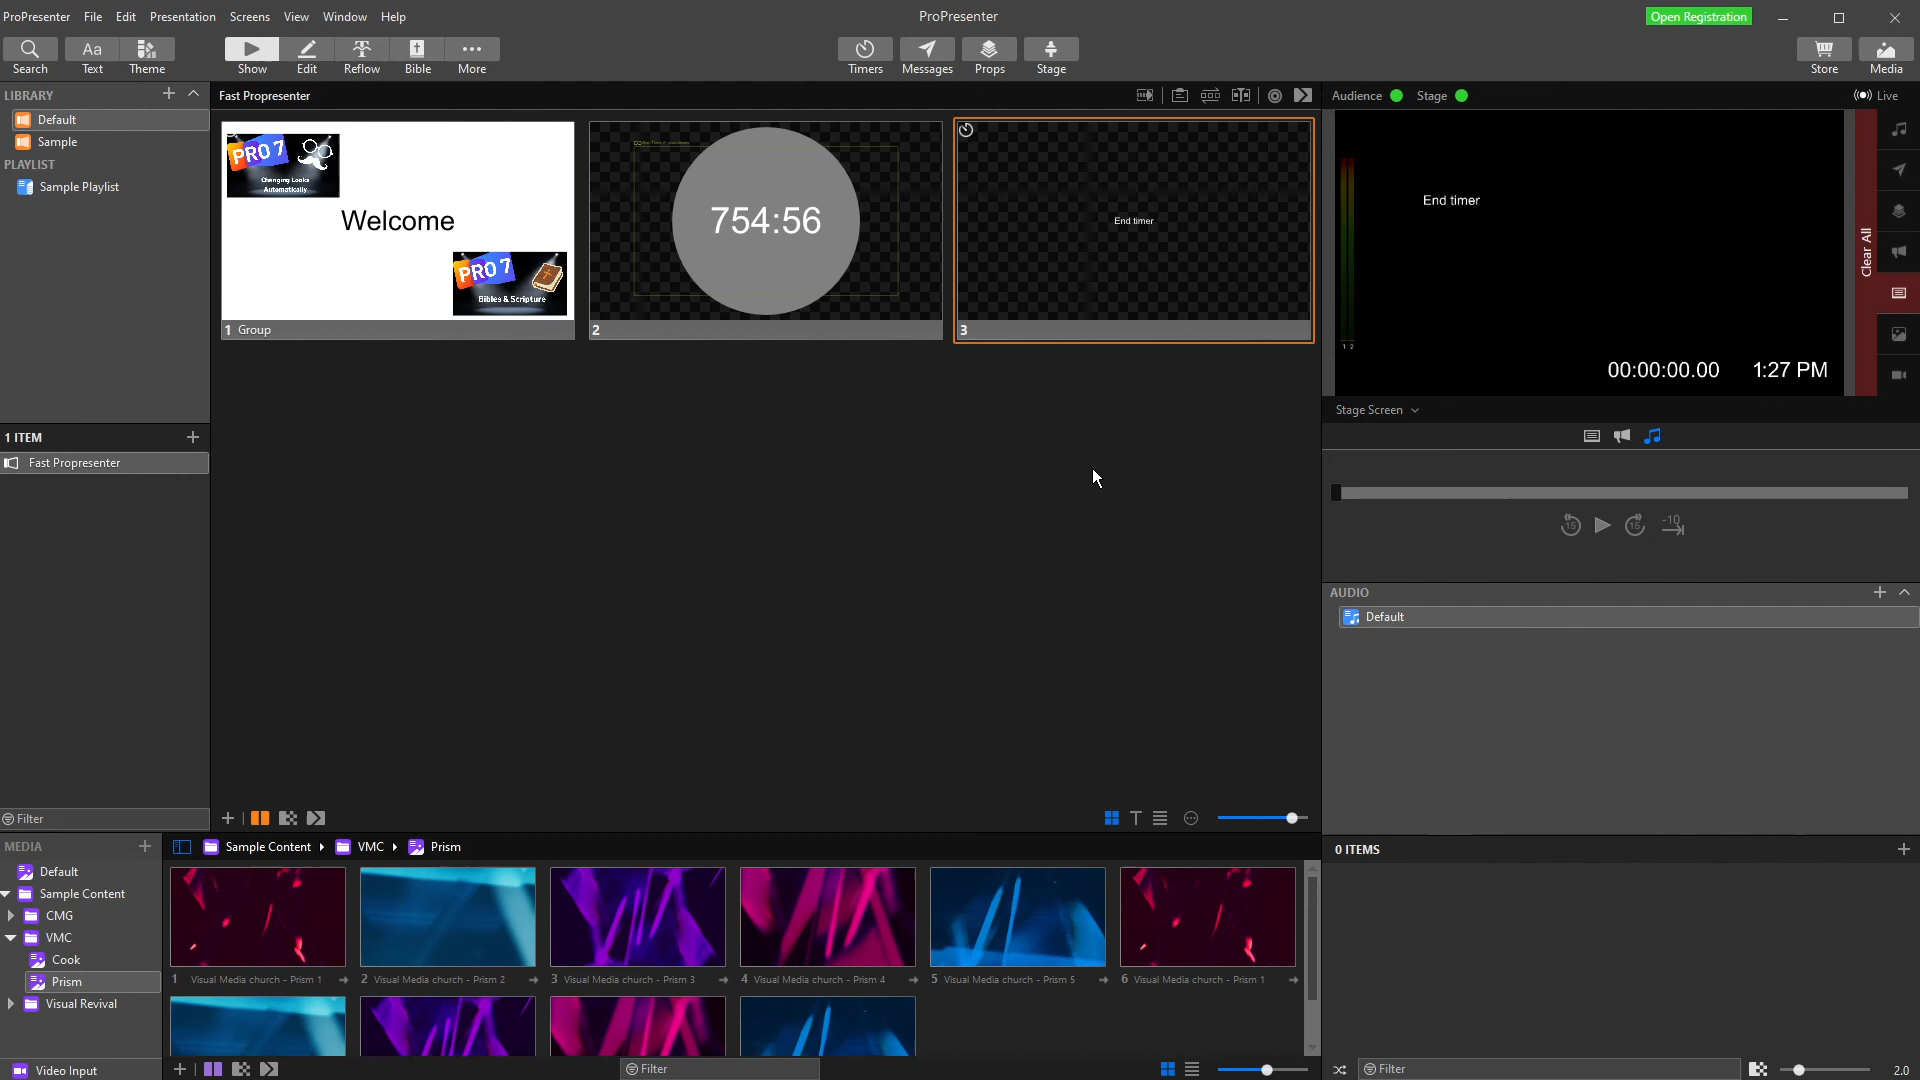 ProPresenter File Edit Presentation Screens View Window Help
ProPresenter
Open Registration
Search
Aa
Text
Theme
Show
Edit
Reflow
Bible
More
Timers
Messages
Props
Stage
Store
Media
LIBRARY
Default
Sample
PLAYLIST
Sample Playlist
1 ITEM
Fast Propresenter
Filter
Fast Propresenter
PRO 7
Changing Looks
Automatically
Welcome
PRO 7
Bibles & Scripture
1 Group
754:56
2
End timer
3
Audience
Stage
Live
End timer
1 2
00:00:00.00
1:27 PM
Clear All
Stage Screen
15
15
-10
AUDIO
Default
0 ITEMS
MEDIA
Default
Sample Content
CMG
VMC
Cook
Prism
Visual Revival
Video Input
Sample Content
VMC
Prism
1 Visual Media church - Prism 1
2 Visual Media church - Prism 2
3 Visual Media church - Prism 3
4 Visual Media church - Prism 4
5 Visual Media church - Prism 5
6 Visual Media church - Prism 1
Filter
Filter
2.0